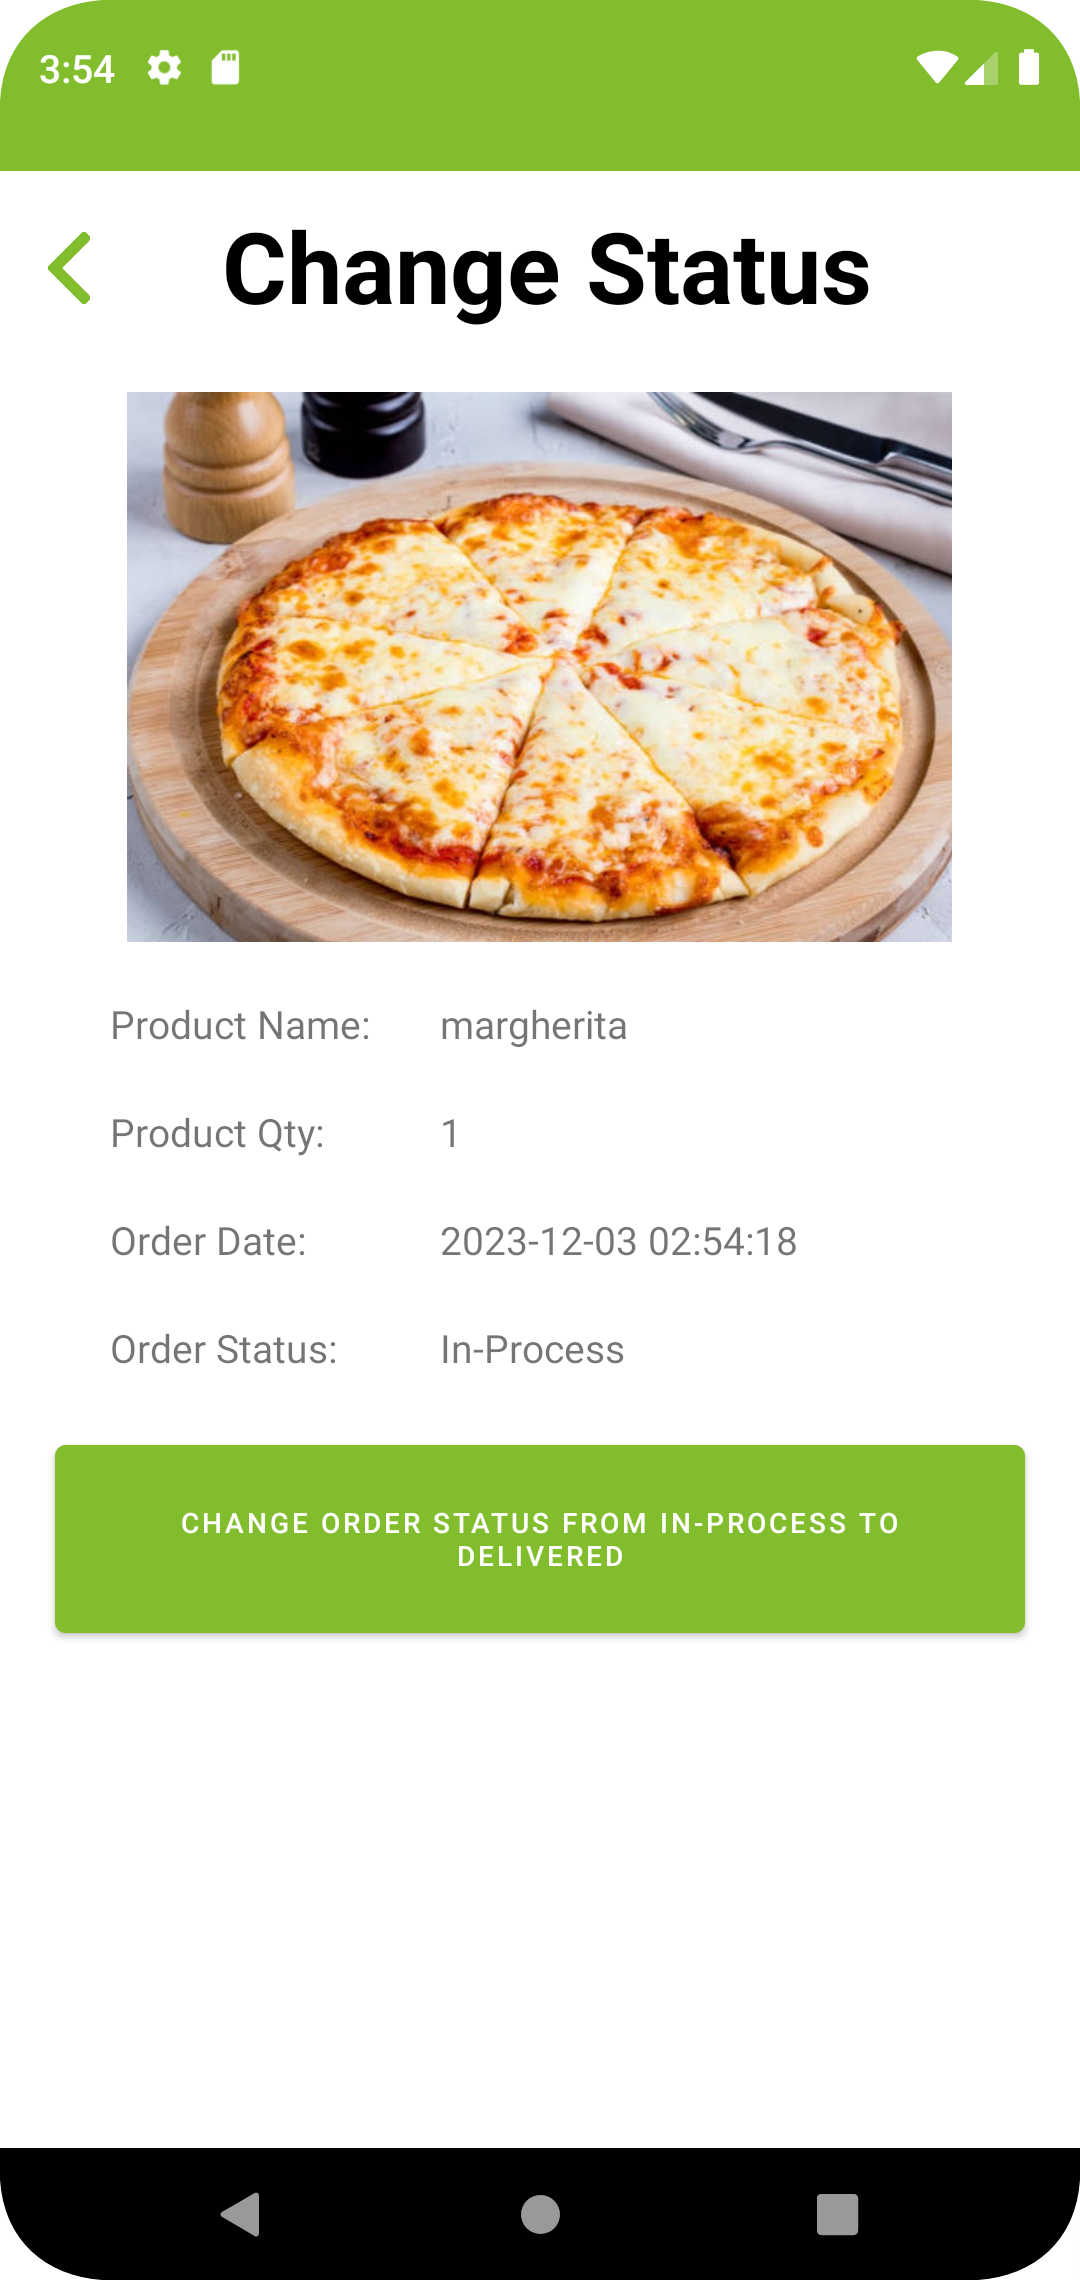 3:54
Change Status
Product Name: margherita
Product Qty: 1
Order Date: 2023-12-03 02:54:18
Order Status: In-Process
CHANGE ORDER STATUS FROM IN-PROCESS TO
DELIVERED